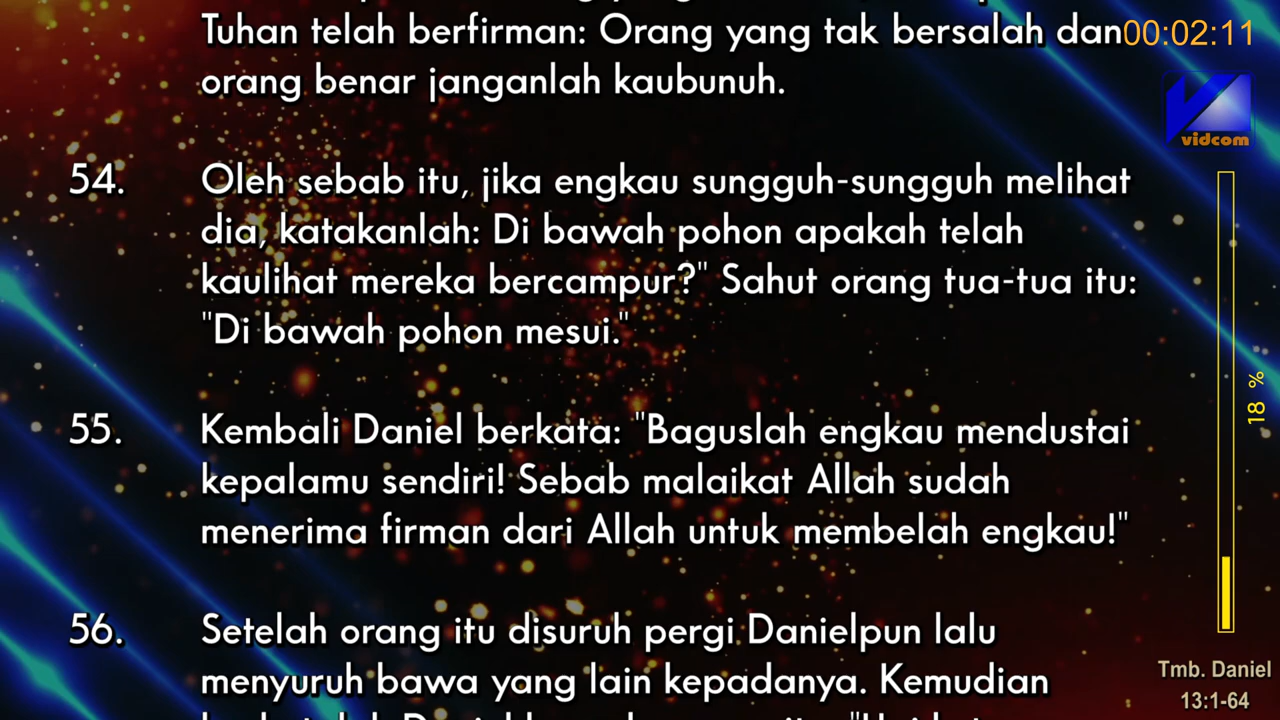 Tuhan telah berfirman: Orang yang tak bersalah dan
00:02:11
orang benar janganlah kaubunuh.
vidcom
54. Oleh sebab itu, jika engkau sungguh-sungguh melihat
dia, katakanlah: Di bawah pohon apakah telah
kaulihat mereka bercampur?" Sahut orang tua-tua itu:
"Di bawah pohon mesui."
55. Kembali Daniel berkata: "Baguslah engkau mendustai
kepalamu sendiri! Sebab malaikat Allah sudah
menerima firman dari Allah untuk membelah engkau!"
56. Setelah orang itu disuruh pergi Danielpun lalu
menyuruh bawa yang lain kepadanya. Kemudian
18 %
Tmb. Daniel
13:1-64